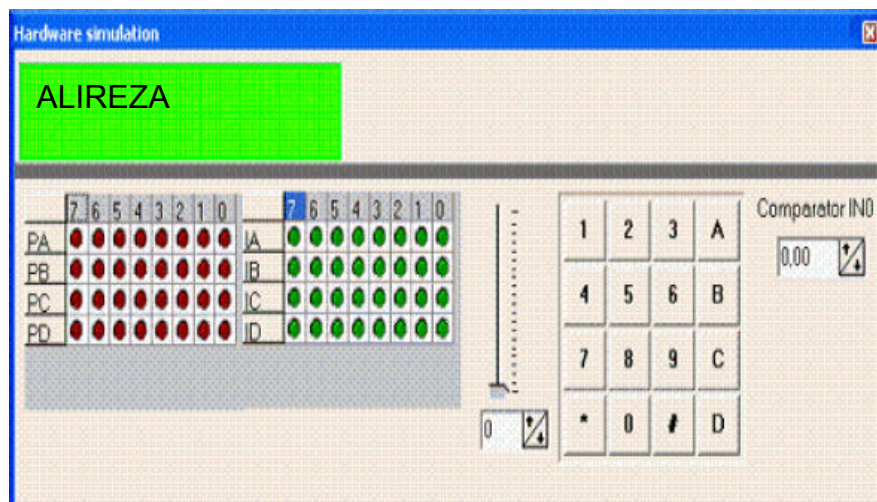 Hardware simulation
ALIREZA
7 6 5 4 3 2 1 0
PA
PB
PC
PD
7 6 5 4 3 2 1 0
IA
IB
IC
ID
0
1 2 3 A
4 5 6 B
7 8 9 C
* 0 # D
Comparator IN0
0,00